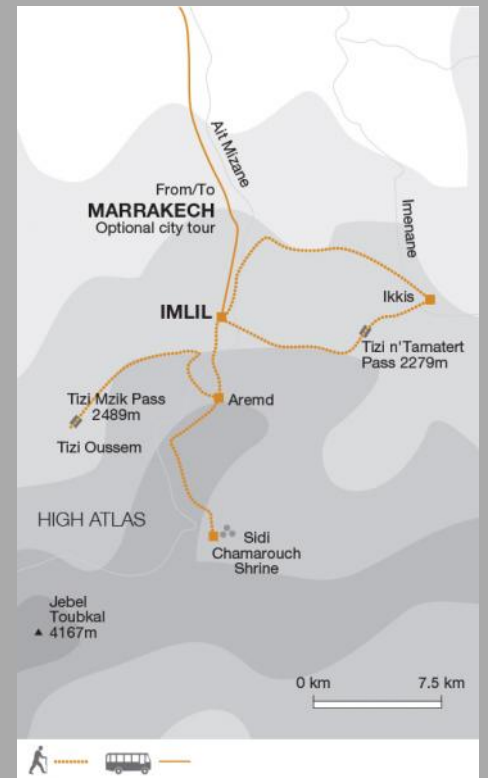 Ait Mizane
From/To
MARRAKECH
Optional city tour
Imenane
Ikkis
IMLIL
Tizi n'Tamatert
Pass 2279m
Tizi Mzik Pass
2489m
Aremd
Tizi Oussem
HIGH ATLAS
Sidi
Chamarouch
Shrine
Jebel
Toubkal
4167m
0 km 7.5 km